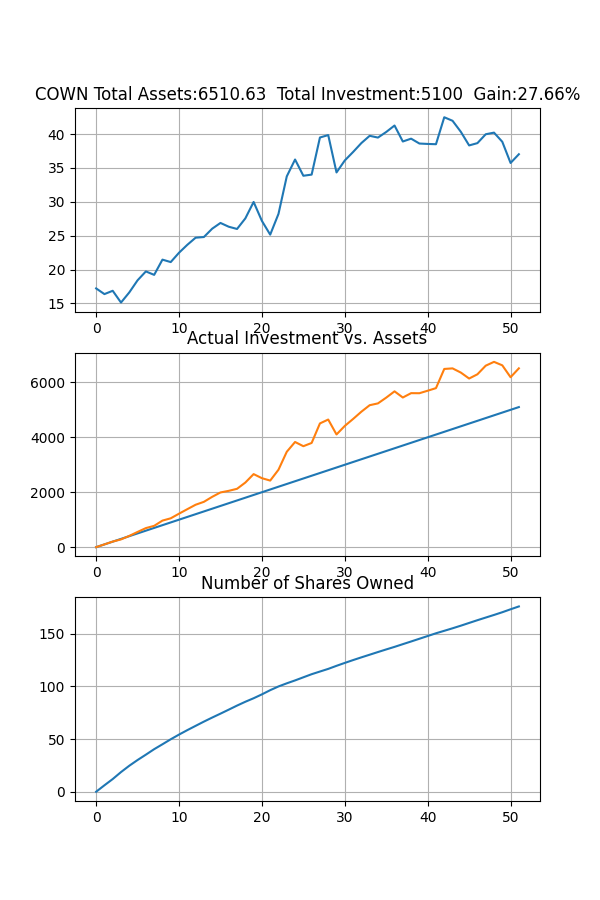 COWN Total Assets:6510.63  Total Investment:5100  Gain:27.66%
40
35
30
25
20
15
0 10 20 30 40 50
Actual Investment vs. Assets
6000
4000
2000
0
0 10 20 30 40 50
Number of Shares Owned
150
100
50
0
0 10 20 30 40 50